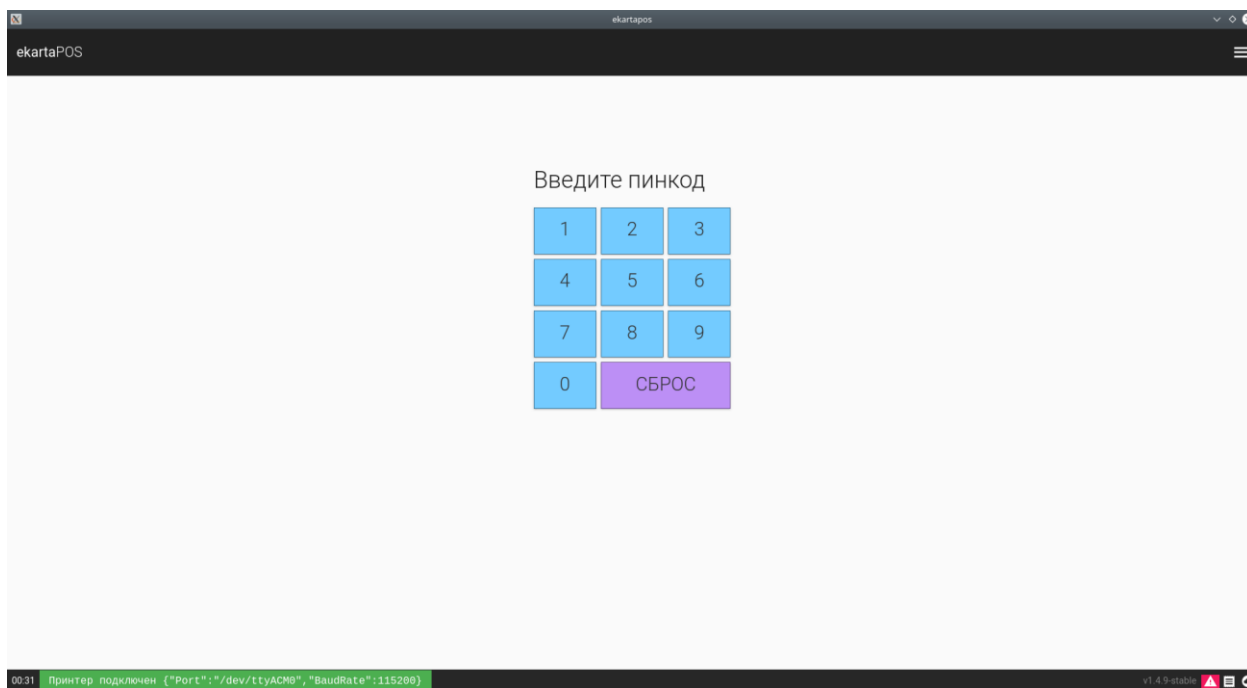 ekartapos
ekartaPOS
Введите пинкод
1 2 3
4 5 6
7 8 9
0 СБРОС
00:31 Принтер подключен {"Port":"/dev/ttyACM0","BaudRate":115200} v1.4.9-stable